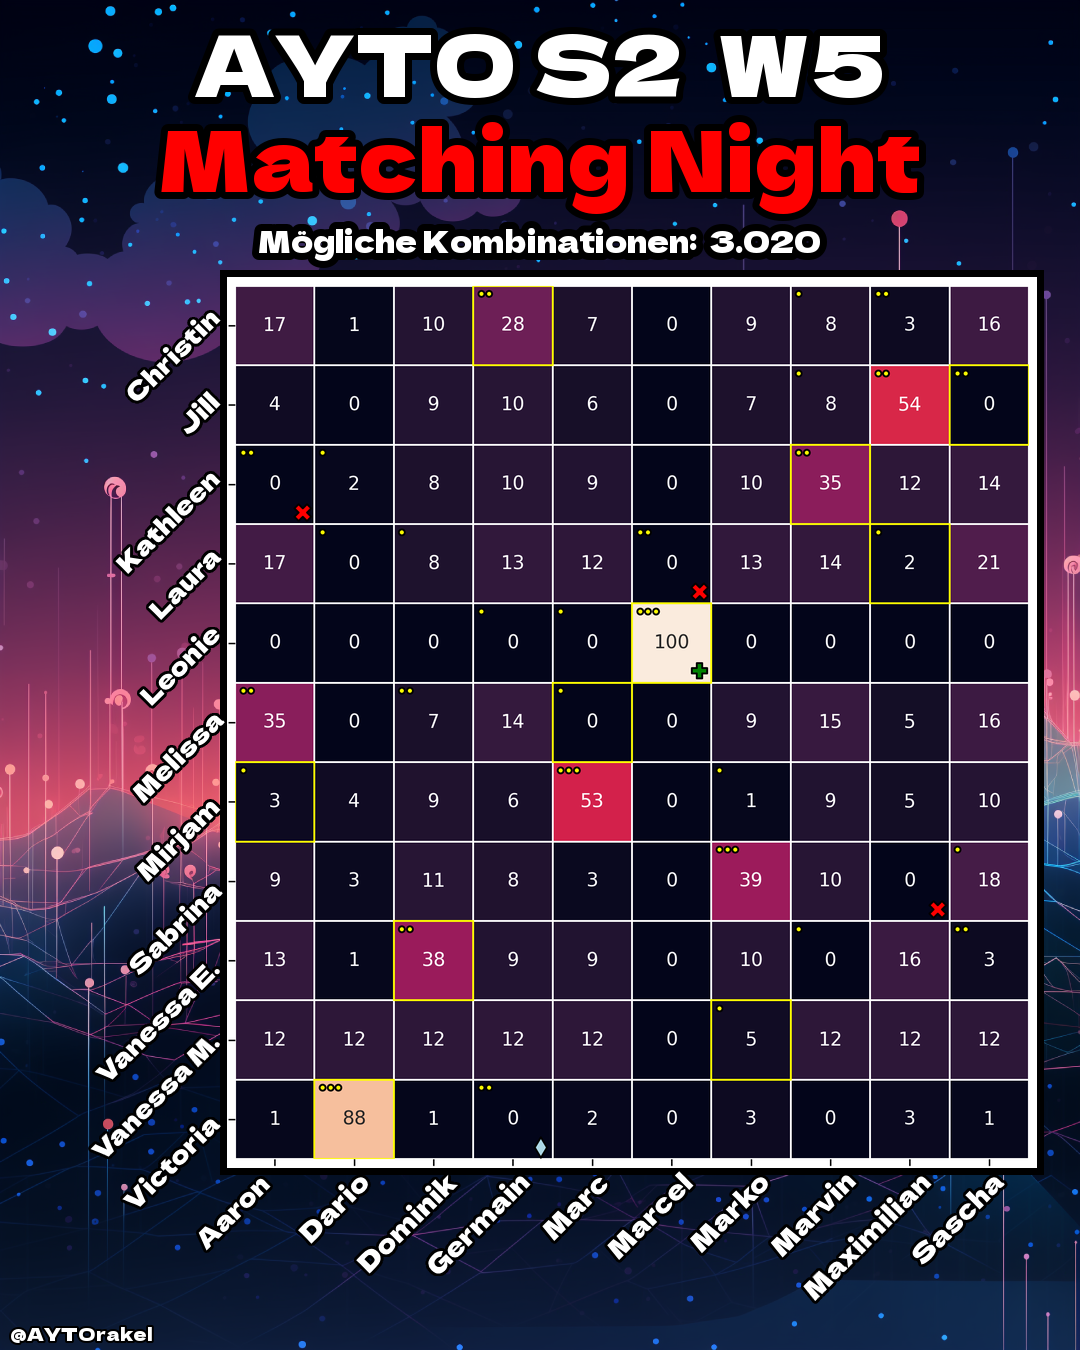 AYTO S2 W5
Matching Night
Mögliche Kombinationen: 3.020
Christin 17 1 10 28 7 0 9 8 3 16
Jill 4 0 9 10 6 0 7 8 54 0
Kathleen 0 2 8 10 9 0 10 35 12 14
Laura 17 0 8 13 12 0 13 14 2 21
Leonie 0 0 0 0 0 100 0 0 0 0
Melissa 35 0 7 14 0 0 9 15 5 16
Mirjam 3 4 9 6 53 0 1 9 5 10
Sabrina 9 3 11 8 3 0 39 10 0 18
Vanessa E. 13 1 38 9 9 0 10 0 16 3
Vanessa M. 12 12 12 12 12 0 5 12 12 12
Victoria 1 88 1 0 2 0 3 0 3 1
Aaron Dario Dominik Germain Marc Marcel Marko Marvin Maximilian Sascha
@AYTOrakel